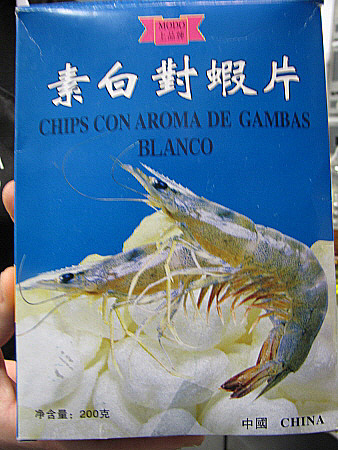 MODO
上品牌
素白對蝦片
CHIPS CON AROMA DE GAMBAS
BLANCO
净含量：200克
中國 CHINA